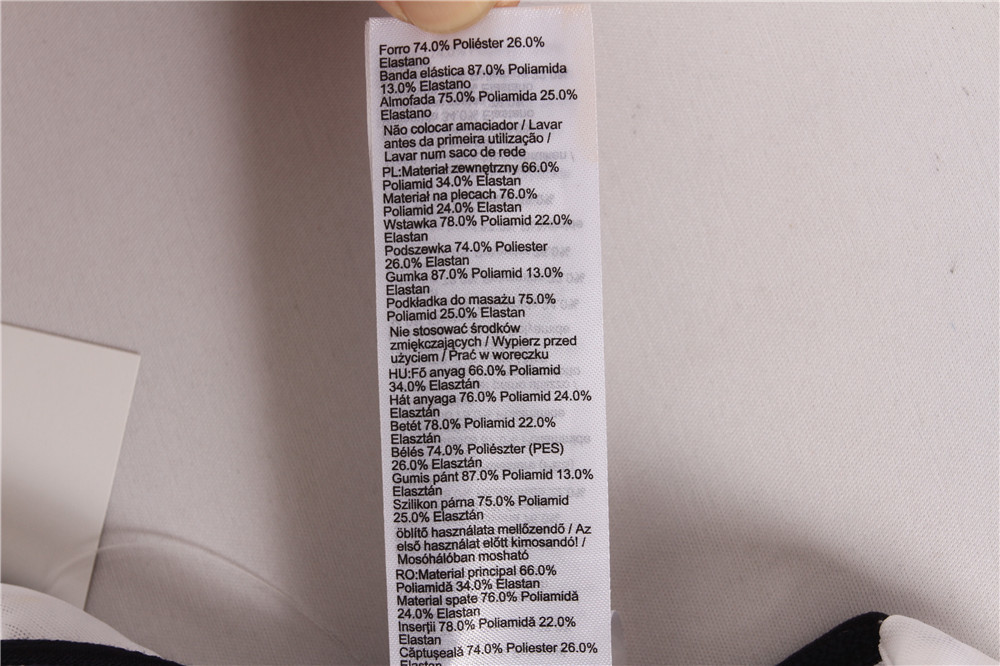 Forro 74.0% Poliéster 26.0%
Elastano
Banda elástica 87.0% Poliamida
13.0% Elastano
Almofada 75.0% Poliamida 25.0%
Elastano
Não colocar amaciador / Lavar
antes da primeira utilização /
Lavar num saco de rede
PL:Materiał zewnętrzny 66.0%
Poliamid 34.0% Elastan
Materiał na plecach 76.0%
Poliamid 24.0% Elastan
Wstawka 78.0% Poliamid 22.0%
Elastan
Podszewka 74.0% Poliester
26.0% Elastan
Gumka 87.0% Poliamid 13.0%
Elastan
Podkładka do masażu 75.0%
Poliamid 25.0% Elastan
Nie stosować środków
zmiękczających / Wypierz przed
użyciem / Prać w woreczku
HU:Fő anyag 66.0% Poliamid
34.0% Elasztán
Hát anyaga 76.0% Poliamid 24.0%
Elasztán
Betét 78.0% Poliamid 22.0%
Elasztán
Bélés 74.0% Poliészter (PES)
26.0% Elasztán
Gumis pánt 87.0% Poliamid 13.0%
Elasztán
Szilikon párna 75.0% Poliamid
25.0% Elasztán
öblítő használata mellőzendő / Az
első használat előtt kimosandó! /
Mosóhálóban mosható
RO:Material principal 66.0%
Poliamidă 34.0% Elastan
Material spate 76.0% Poliamidă
24.0% Elastan
Inserţii 78.0% Poliamidă 22.0%
Elastan
Căptuşeală 74.0% Poliester 26.0%
Elastan